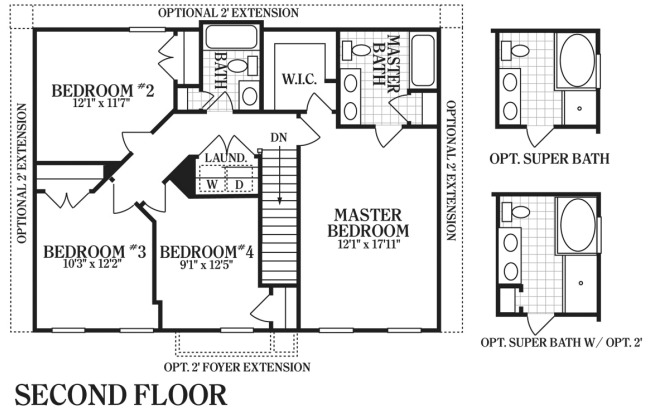 OPTIONAL 2' EXTENSION
BATH
MASTER
BATH
W.I.C.
BEDROOM #2
12'1" x 11'7"
OPTIONAL 2' EXTENSION
OPTIONAL 2' EXTENSION
DN
LAUND.
W D
OPT. SUPER BATH
MASTER
BEDROOM
12'1" x 17'11"
BEDROOM #3
10'3" x 12'2"
BEDROOM #4
9'1" x 12'5"
OPT. SUPER BATH W/ OPT. 2'
OPT. 2' FOYER EXTENSION
SECOND FLOOR